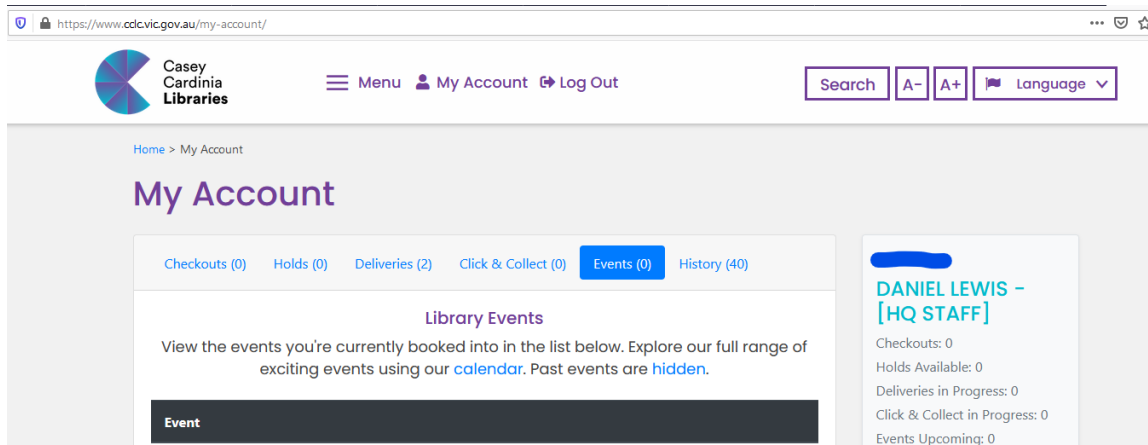 https://www.cclc.vic.gov.au/my-account/
Casey
Cardinia
Libraries
Menu My Account Log Out
Search A- A+ Language
Home > My Account
My Account
Checkouts (0) Holds (0) Deliveries (2) Click & Collect (0) Events (0) History (40)
Library Events
View the events you're currently booked into in the list below. Explore our full range of
exciting events using our calendar. Past events are hidden.
Event
DANIEL LEWIS -
[HQ STAFF]
Checkouts: 0
Holds Available: 0
Deliveries in Progress: 0
Click & Collect in Progress: 0
Events Upcoming: 0